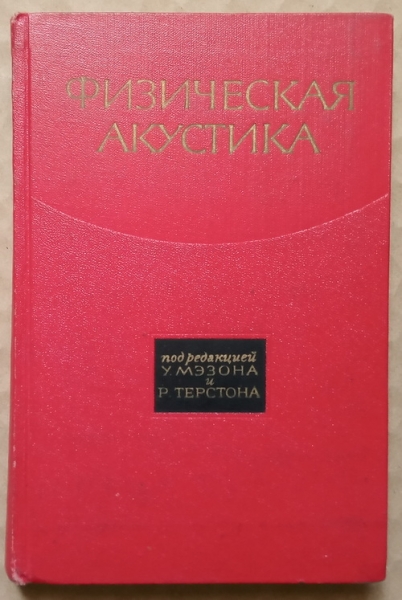 ФИЗИЧЕСКАЯ
АКУСТИКА
под редакцией
У. МЭЗОНА
и
Р. ТЕРСТОНА